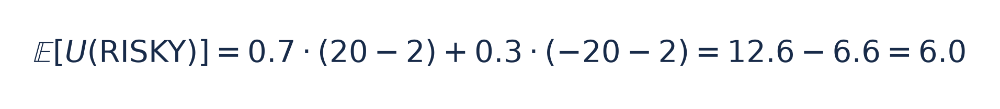 𝔼[U(RISKY)] = 0.7 · (20 − 2) + 0.3 · (−20 − 2) = 12.6 − 6.6 = 6.0